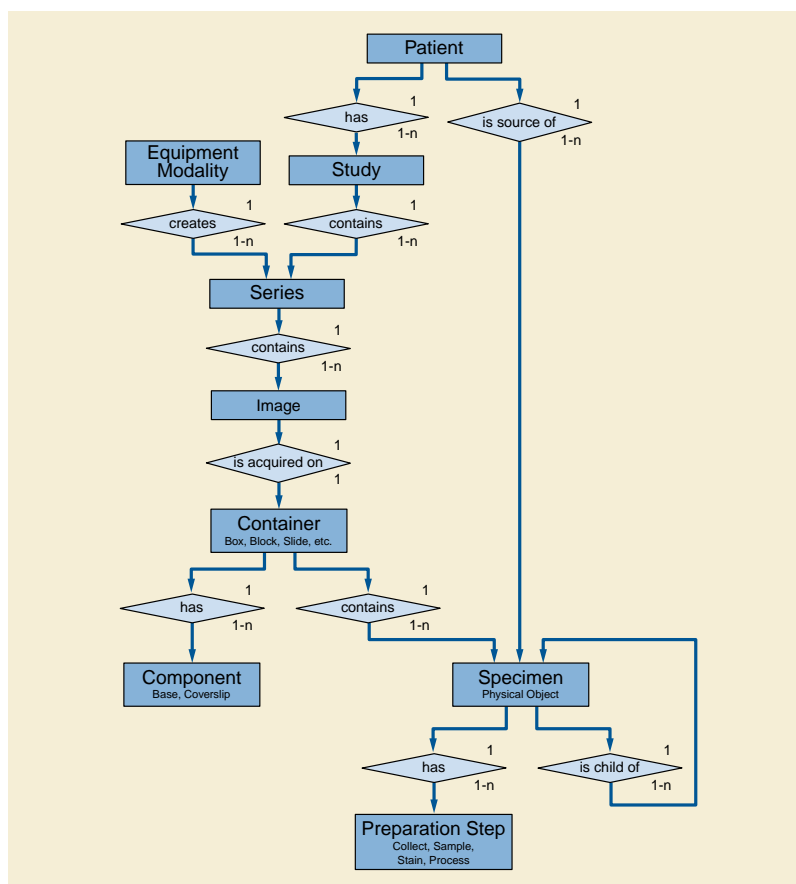 Patient
1
has
1-n
1
is source of
1-n
Equipment
Modality
Study
1
creates
1-n
1
contains
1-n
Series
1
contains
1-n
Image
1
is acquired on
1
Container
Box, Block, Slide, etc.
1
has
1-n
1
contains
1-n
Component
Base, Coverslip
Specimen
Physical Object
1
has
1-n
1
is child of
1-n
Preparation Step
Collect, Sample,
Stain, Process